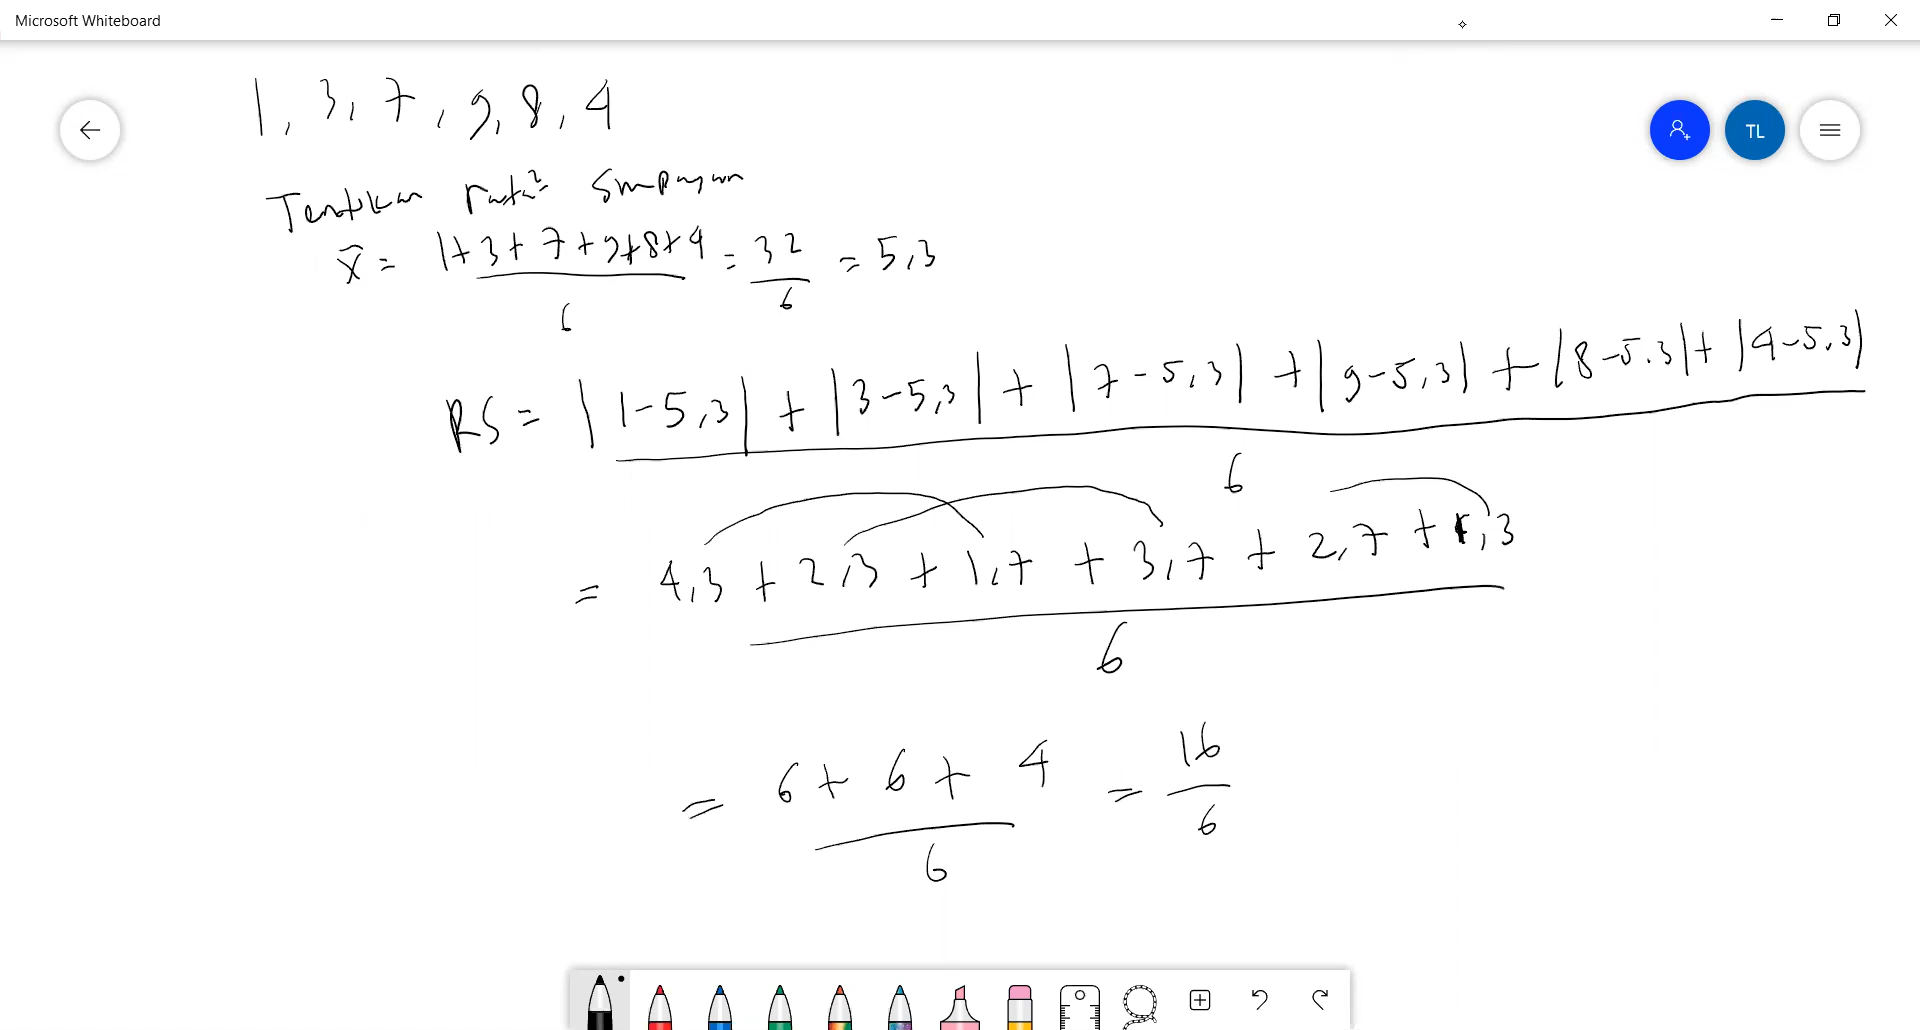 Microsoft Whiteboard
1, 3, 7, 9, 8, 4
TL
Tentukan rata² simpangan
x̄ = 1+3+7+9+8+4 / 6 = 32 / 6 = 5,3
RS = |1-5,3| + |3-5,3| + |7-5,3| + |9-5,3| + |8-5,3| + |4-5,3| / 6
= 4,3 + 2,3 + 1,7 + 3,7 + 2,7 + 1,3 / 6
= 6 + 6 + 4 / 6 = 16 / 6